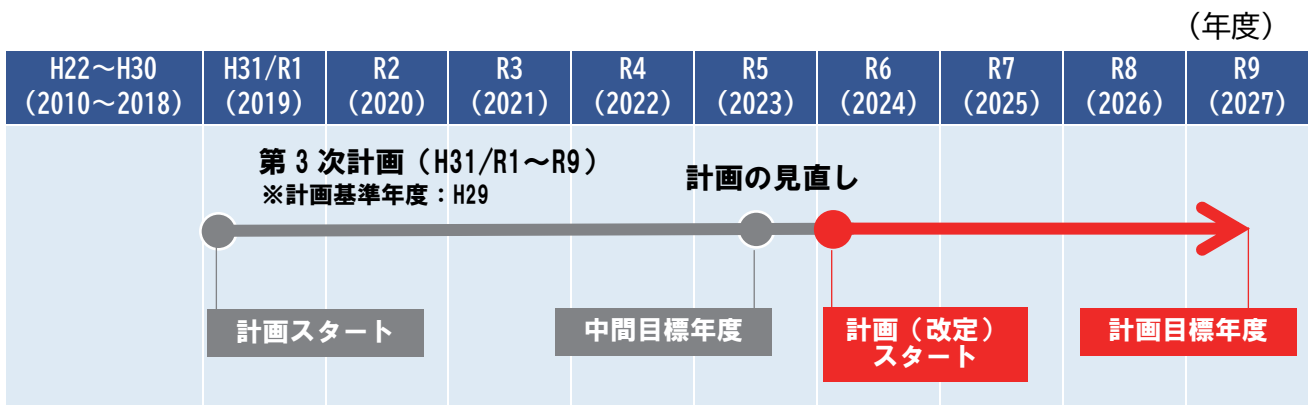 （年度）
H22～H30 H31/R1 R2 R3 R4 R5 R6 R7 R8 R9
（2010～2018） （2019） （2020） （2021） （2022） （2023） （2024） （2025） （2026） （2027）
第3次計画（H31/R1～R9）
※計画基準年度：H29
計画の見直し
計画スタート
中間目標年度
計画（改定）
スタート
計画目標年度